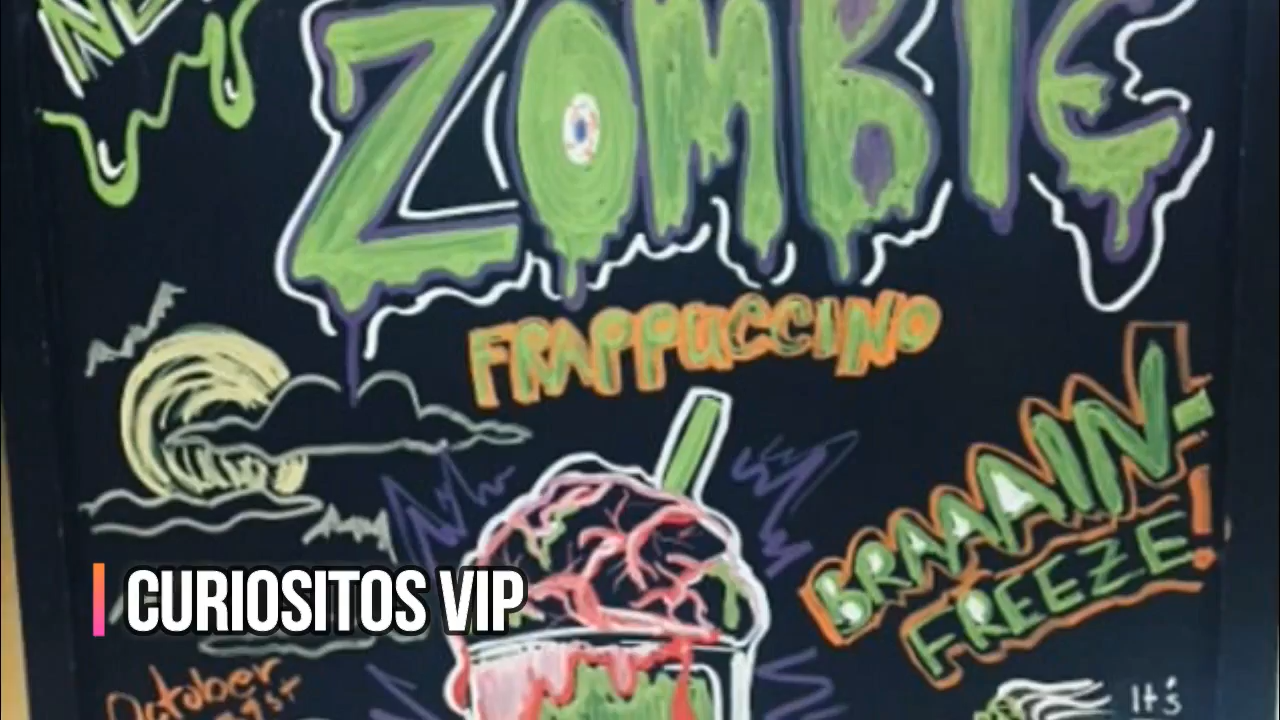 ZOMBIE
FRAPPUCCINO
BRAAAIN-
FREEZE!
CURIOSITOS VIP
October
It's